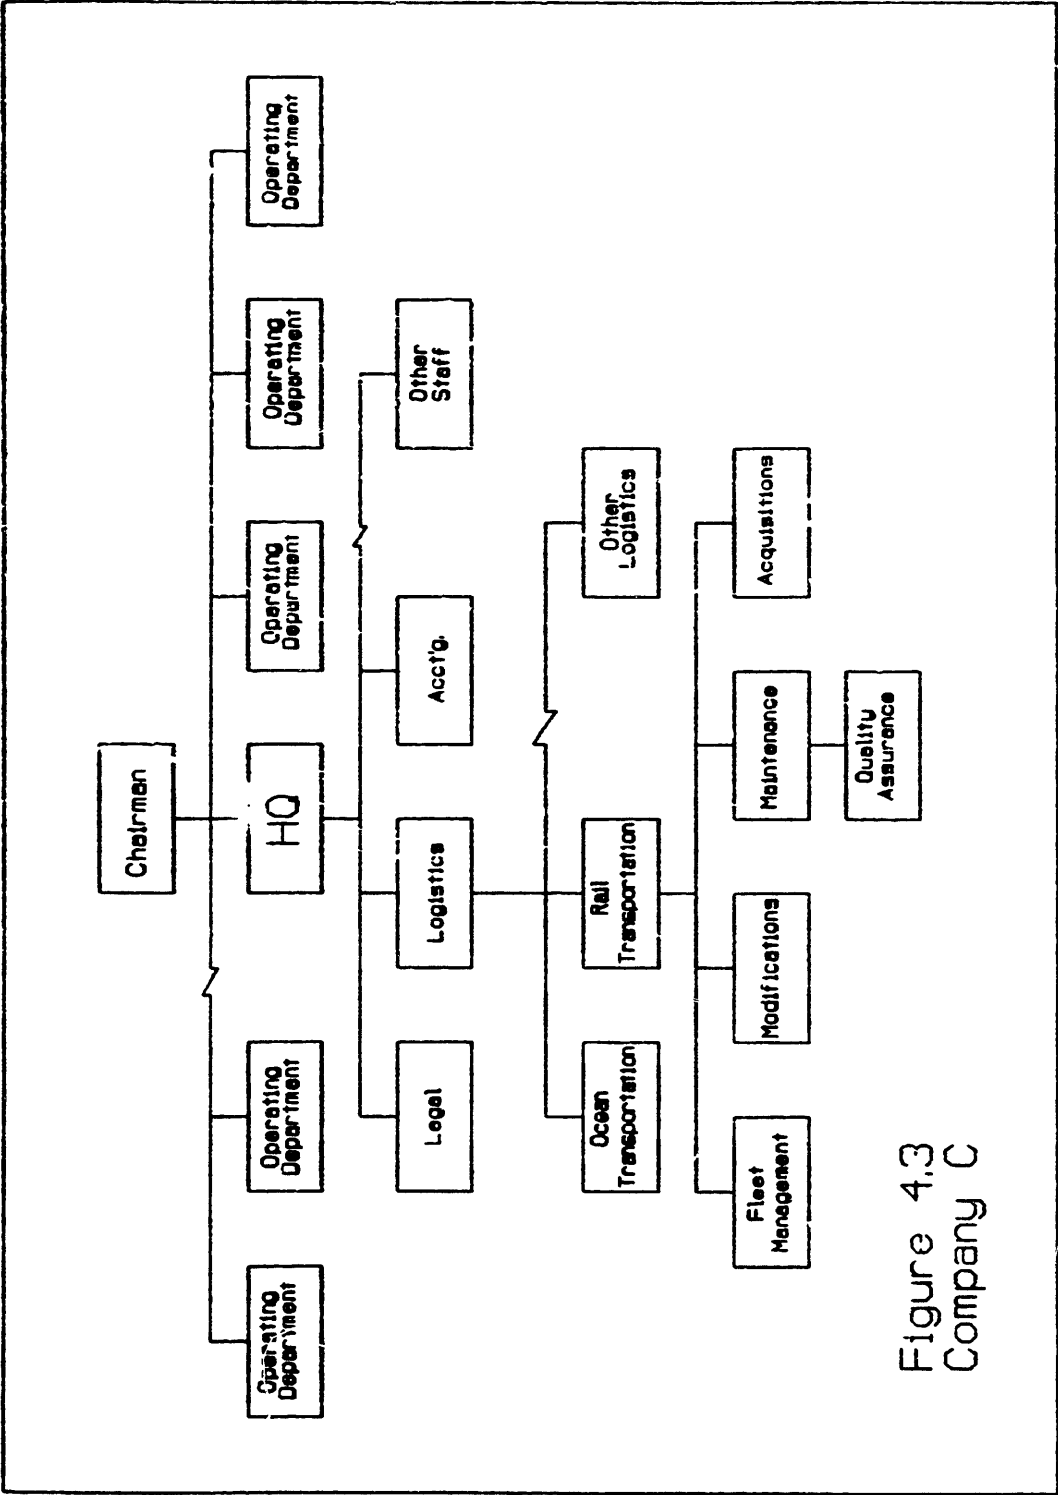 Chairman
Operating
Department
Operating
Department
HQ
Operating
Department
Operating
Department
Operating
Department
Legal
Logistics
Acct'g.
Other
Staff
Ocean
Transportation
Rail
Transportation
Other
Logistics
Fleet
Management
Modifications
Maintenance
Acquisitions
Quality
Assurance
Figure 4.3
Company C